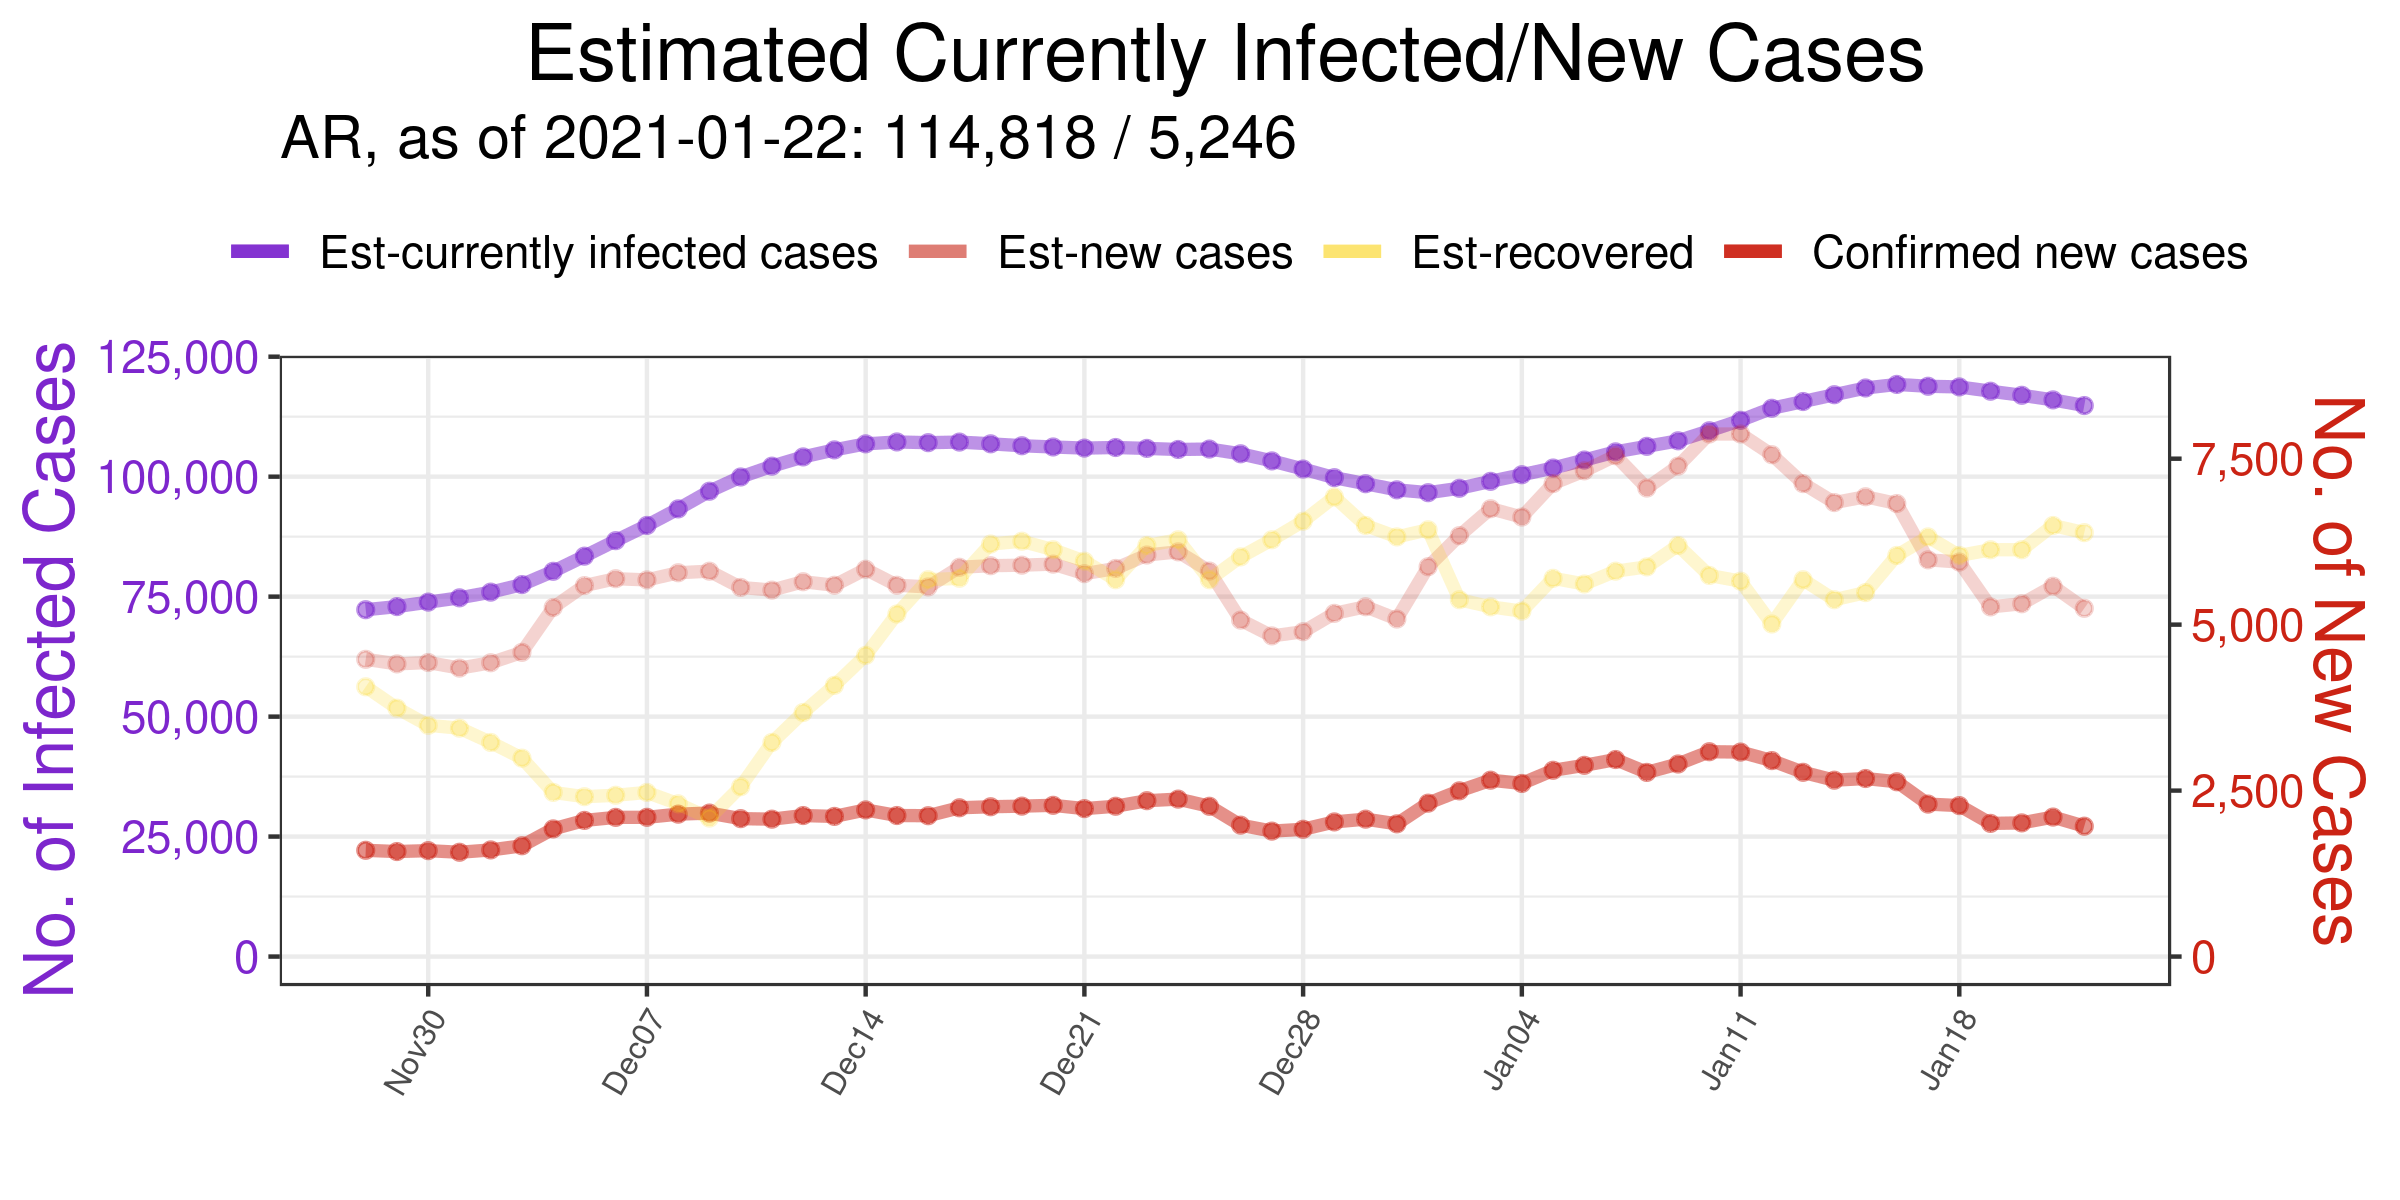 Estimated Currently Infected/New Cases
AR, as of 2021-01-22: 114,818 / 5,246
Est-currently infected cases Est-new cases Est-recovered Confirmed new cases
No. of Infected Cases
125,000
100,000
75,000
50,000
25,000
0
7,500
5,000
2,500
0
No. of New Cases
Nov30 Dec07 Dec14 Dec21 Dec28 Jan04 Jan11 Jan18